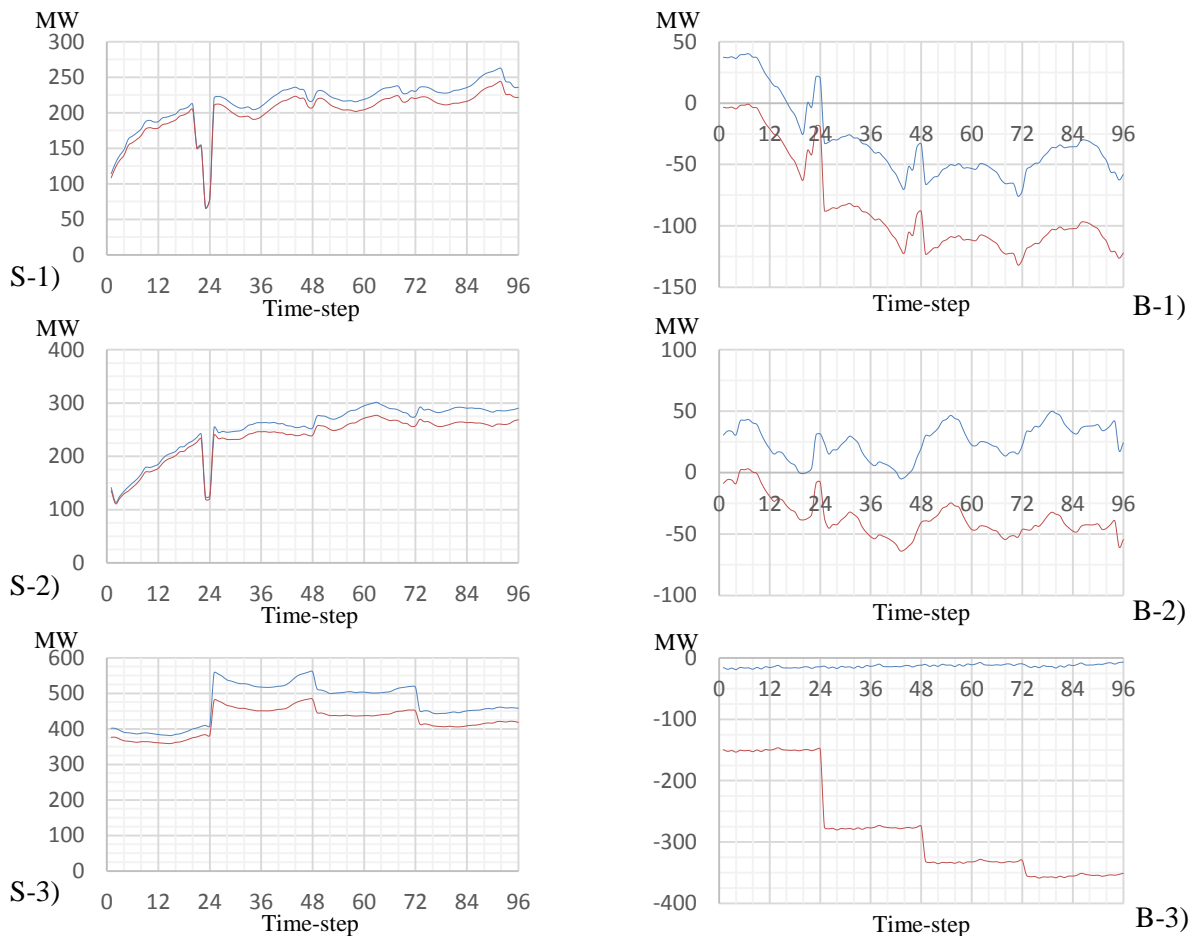 MW
300
250
200
150
100
50
0
0 12 24 36 48 60 72 84 96
S-1)
Time-step
MW
50
0
0 12 24 36 48 60 72 84 96
-50
-100
-150
Time-step
B-1)
MW
400
300
200
100
0
0 12 24 36 48 60 72 84 96
S-2)
Time-step
MW
100
50
0
0 12 24 36 48 60 72 84 96
-50
-100
Time-step
B-2)
MW
600
500
400
300
200
100
0
0 12 24 36 48 60 72 84 96
S-3)
Time-step
MW
0
0 12 24 36 48 60 72 84 96
-100
-200
-300
-400
Time-step
B-3)